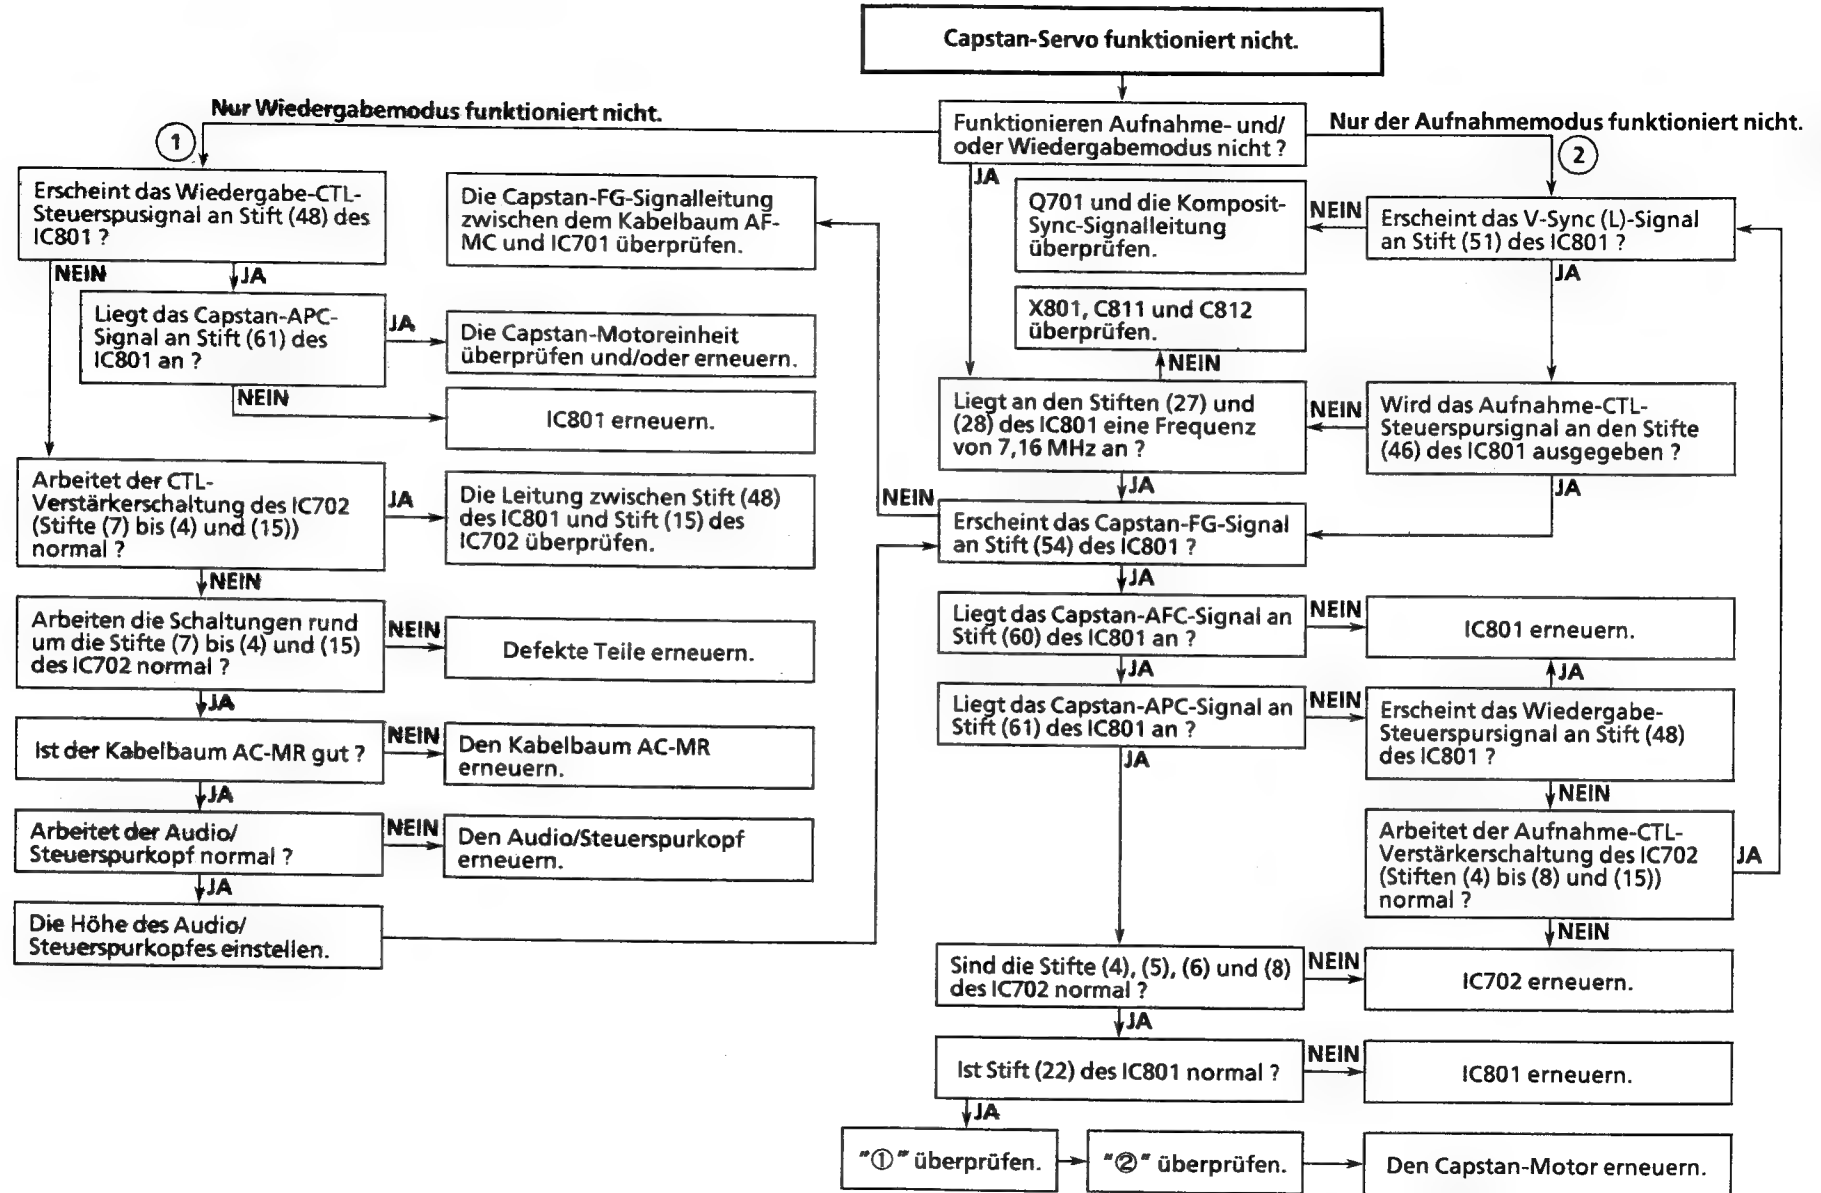 Capstan-Servo funktioniert nicht.
Nur Wiedergabemodus funktioniert nicht.
Funktionieren Aufnahme- und/
oder Wiedergabemodus nicht ?
Nur der Aufnahmemodus funktioniert nicht.
1
2
JA
Erscheint das Wiedergabe-CTL-
Steuerspusignal an Stift (48) des
IC801 ?
NEIN
JA
Liegt das Capstan-APC-
Signal an Stift (61) des
IC801 an ?
JA
NEIN
Die Capstan-FG-Signalleitung
zwischen dem Kabelbaum AF-
MC und IC701 überprüfen.
Die Capstan-Motoreinheit
überprüfen und/oder erneuern.
IC801 erneuern.
Arbeitet der CTL-
Verstärkerschaltung des IC702
(Stifte (7) bis (4) und (15))
normal ?
JA
Die Leitung zwischen Stift (48)
des IC801 und Stift (15) des
IC702 überprüfen.
NEIN
Arbeiten die Schaltungen rund
um die Stifte (7) bis (4) und (15)
des IC702 normal ?
NEIN
Defekte Teile erneuern.
JA
Ist der Kabelbaum AC-MR gut ?
NEIN
Den Kabelbaum AC-MR
erneuern.
JA
Arbeitet der Audio/
Steuerspurkopf normal ?
NEIN
Den Audio/Steuerspurkopf
erneuern.
JA
Die Höhe des Audio/
Steuerspurkopfes einstellen.
Q701 und die Komposit-
Sync-Signalleitung
überprüfen.
NEIN
Erscheint das V-Sync (L)-Signal
an Stift (51) des IC801 ?
JA
X801, C811 und C812
überprüfen.
NEIN
Liegt an den Stiften (27) und
(28) des IC801 eine Frequenz
von 7,16 MHz an ?
NEIN
Wird das Aufnahme-CTL-
Steuerspursignal an den Stifte
(46) des IC801 ausgegeben ?
JA
JA
NEIN
Erscheint das Capstan-FG-Signal
an Stift (54) des IC801 ?
JA
Liegt das Capstan-AFC-Signal an
Stift (60) des IC801 an ?
NEIN
IC801 erneuern.
JA
JA
Liegt das Capstan-APC-Signal an
Stift (61) des IC801 an ?
NEIN
Erscheint das Wiedergabe-
Steuerspursignal an Stift (48)
des IC801 ?
JA
NEIN
Arbeitet der Aufnahme-CTL-
Verstärkerschaltung des IC702
(Stiften (4) bis (8) und (15))
normal ?
JA
NEIN
Sind die Stifte (4), (5), (6) und (8)
des IC702 normal ?
NEIN
IC702 erneuern.
JA
Ist Stift (22) des IC801 normal ?
NEIN
IC801 erneuern.
JA
"①" überprüfen.
"②" überprüfen.
Den Capstan-Motor erneuern.